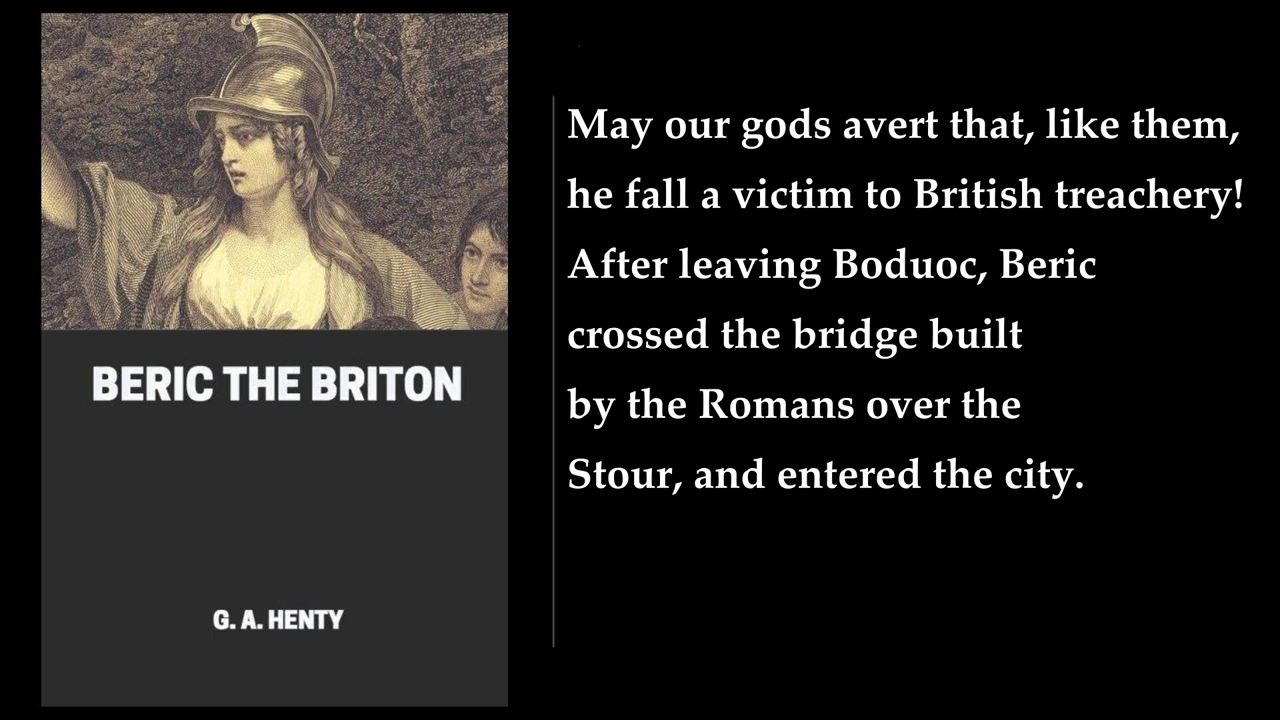 BERIC THE BRITON
G. A. HENTY
May our gods avert that, like them,
he fall a victim to British treachery!
After leaving Boduoc, Beric
crossed the bridge built
by the Romans over the
Stour, and entered the city.